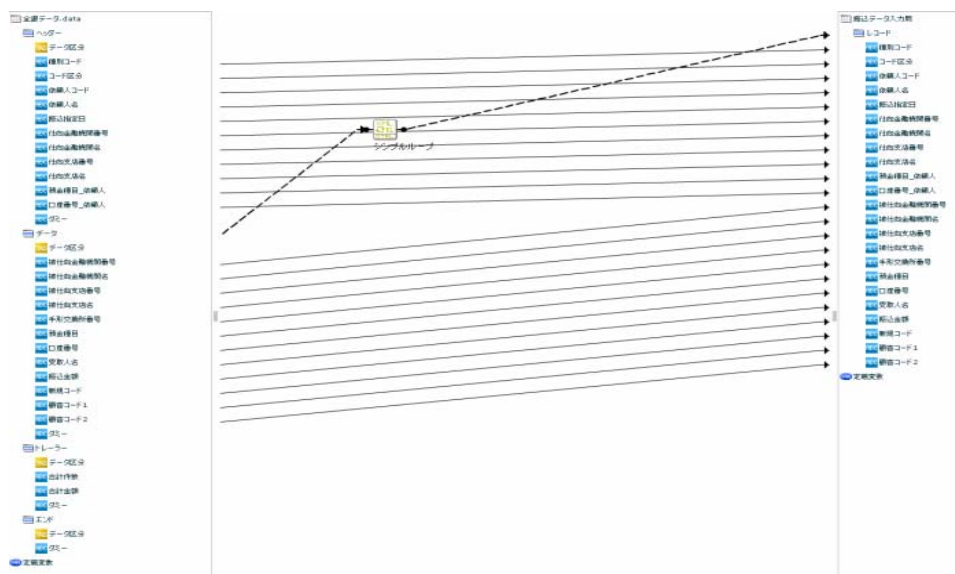 全銀データ.data
ヘッダー
データ区分
種別コード
コード区分
依頼人コード
依頼人名
振込指定日
仕向金融機関番号
仕向金融機関名
仕向支店番号
仕向支店名
預金種目_依頼人
口座番号_依頼人
ダミー
データ
データ区分
被仕向金融機関番号
被仕向金融機関名
被仕向支店番号
被仕向支店名
手形交換所番号
預金種目
口座番号
受取人名
振込金額
新規コード
顧客コード1
顧客コード2
ダミー
トレーラー
データ区分
合計件数
合計金額
ダミー
エンド
データ区分
ダミー
定義変数
シンプルループ
振込データ入力用
レコード
種別コード
コード区分
依頼人コード
依頼人名
振込指定日
仕向金融機関番号
仕向金融機関名
仕向支店番号
仕向支店名
預金種目_依頼人
口座番号_依頼人
被仕向金融機関番号
被仕向金融機関名
被仕向支店番号
被仕向支店名
手形交換所番号
預金種目
口座番号
受取人名
振込金額
新規コード
顧客コード1
顧客コード2
定義変数